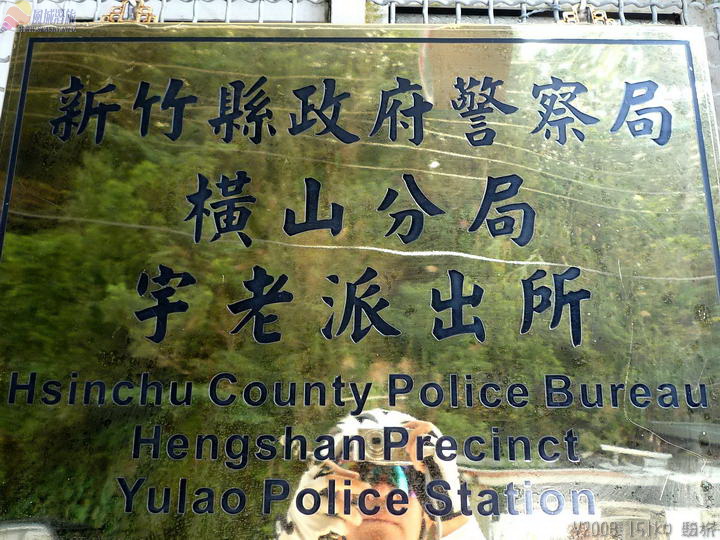 新竹縣政府警察局
橫山分局
宇老派出所
Hsinchu County Police Bureau
Hengshan Precinct
Yulao Police Station